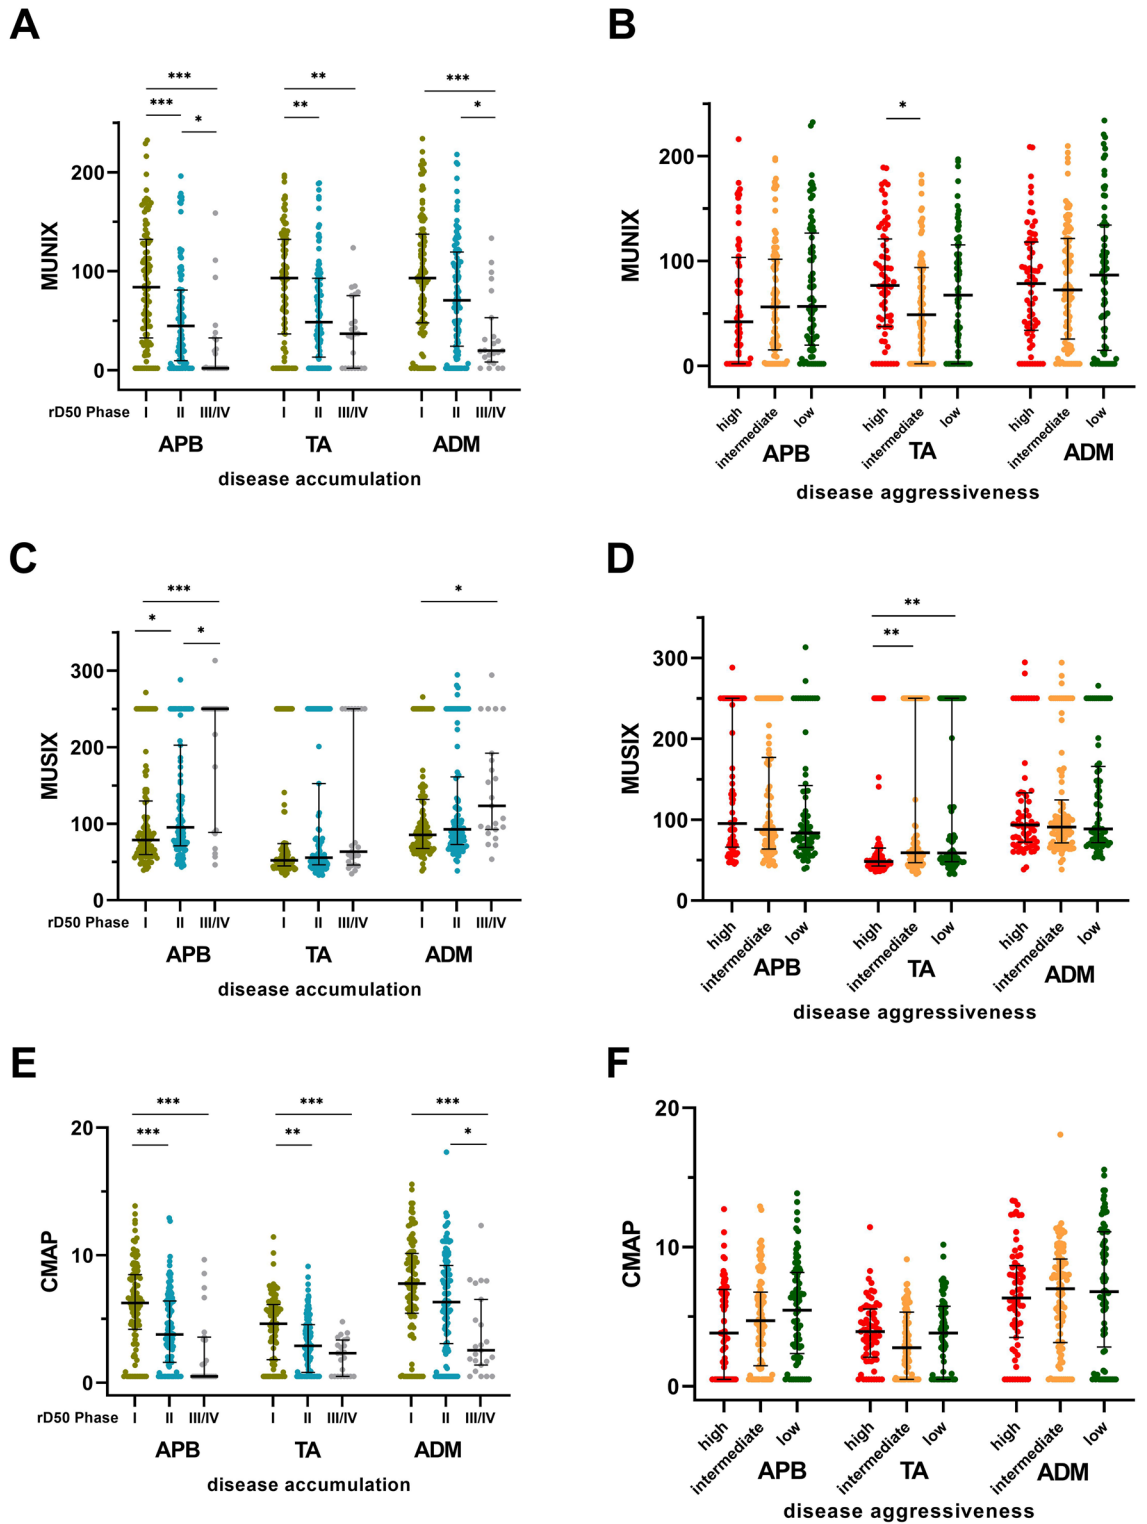 A
B
*** ** ***
*** * ** * *
MUNIX
200
100
0
rD50 Phase I II III/IV I II III/IV I II III/IV
APB TA ADM
disease accumulation
MUNIX
200
100
0
high intermediate low high intermediate low high intermediate low
APB TA ADM
disease aggressiveness
C
D
*** *
* *
MUSIX
300
200
100
0
rD50 Phase I II III/IV I II III/IV I II III/IV
APB TA ADM
disease accumulation
**
**
MUSIX
300
200
100
0
high intermediate low high intermediate low high intermediate low
APB TA ADM
disease aggressiveness
E
F
*** *** ***
*** ** *
CMAP
20
10
0
rD50 Phase I II III/IV I II III/IV I II III/IV
APB TA ADM
disease accumulation
CMAP
20
10
0
high intermediate low high intermediate low high intermediate low
APB TA ADM
disease aggressiveness